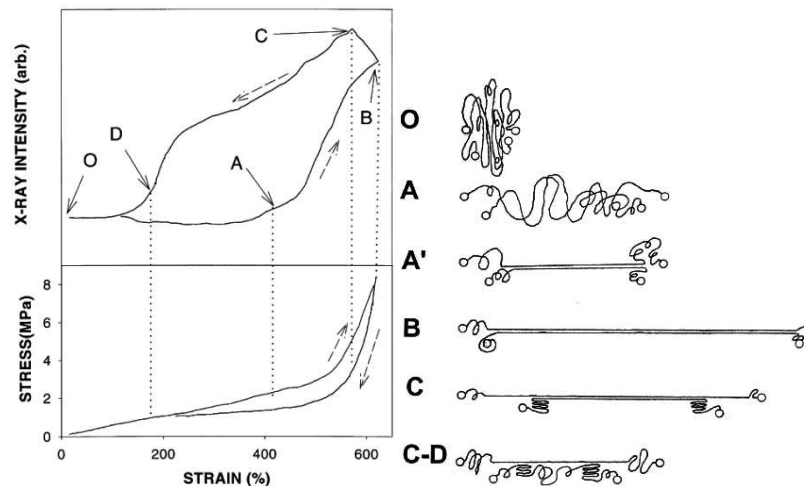 X-RAY INTENSITY (arb.)
C
D
O
A
B
STRESS(MPa)
8
6
4
2
0
0
200
400
600
STRAIN (%)
O
A
A'
B
C
C-D